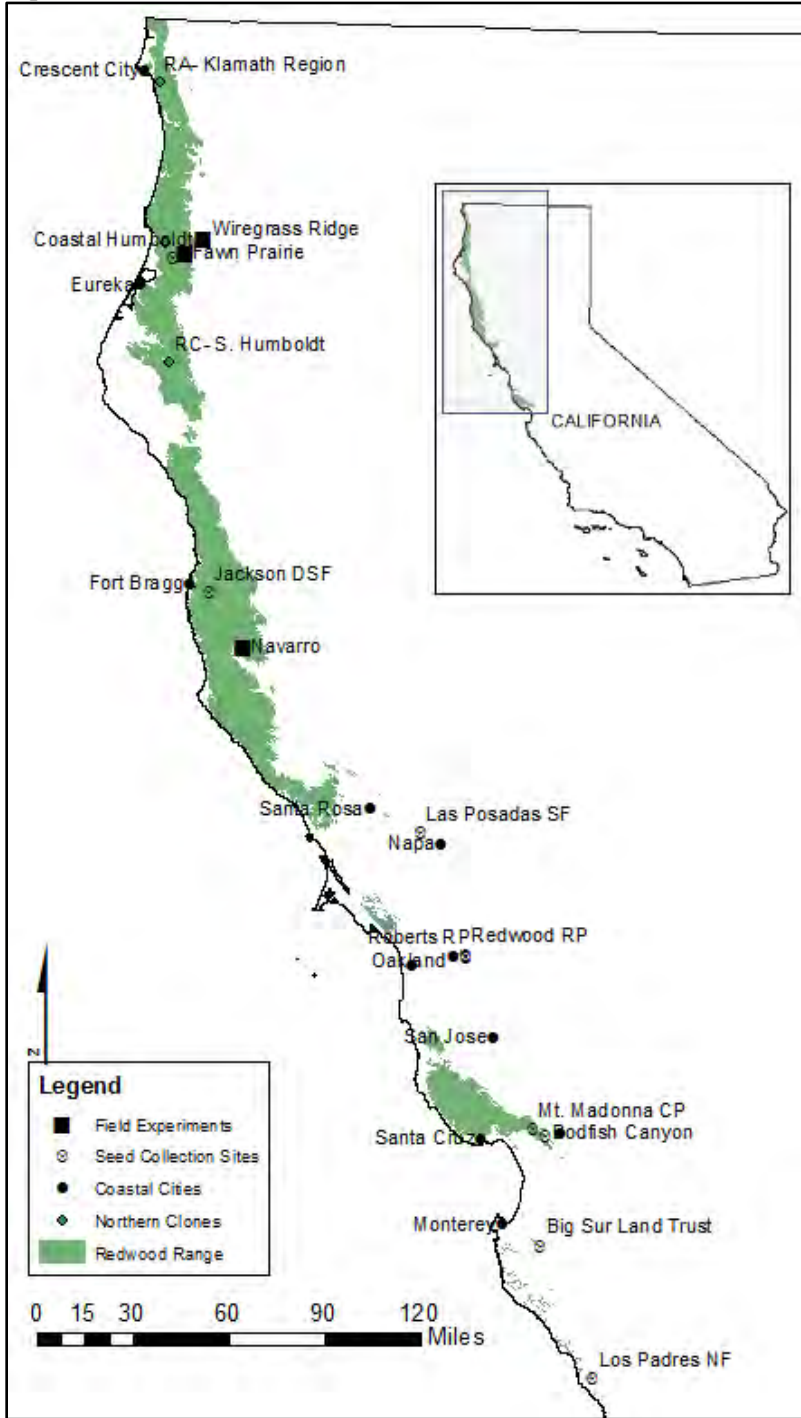 Crescent City
RA- Klamath Region
Wiregrass Ridge
Coastal Humboldt
Fawn Prairie
Eureka
RC- S. Humboldt
CALIFORNIA
Jackson DSF
Fort Bragg
Navarro
Santa Rosa
Las Posadas SF
Napa
Roberts RP
Redwood RP
Oakland
San Jose
Mt. Madonna CP
Bodfish Canyon
Santa Cruz
Monterey
Big Sur Land Trust
Los Padres NF
N
Legend
Field Experiments
Seed Collection Sites
Coastal Cities
Northern Clones
Redwood Range
0 15 30 60 90 120
Miles